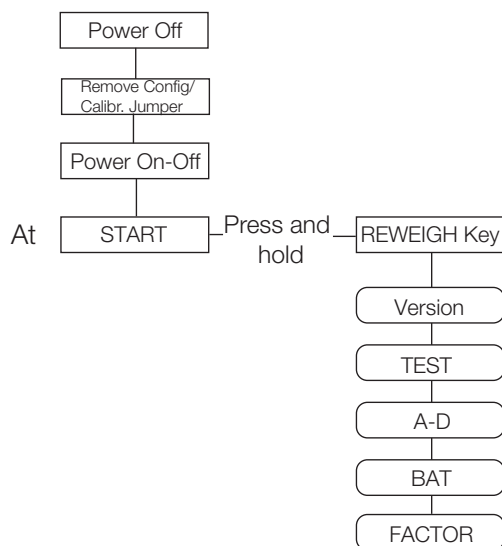 Power Off
Remove Config/
Calibr. Jumper
Power On-Off
At START Press and
hold REWEIGH Key
Version
TEST
A-D
BAT
FACTOR